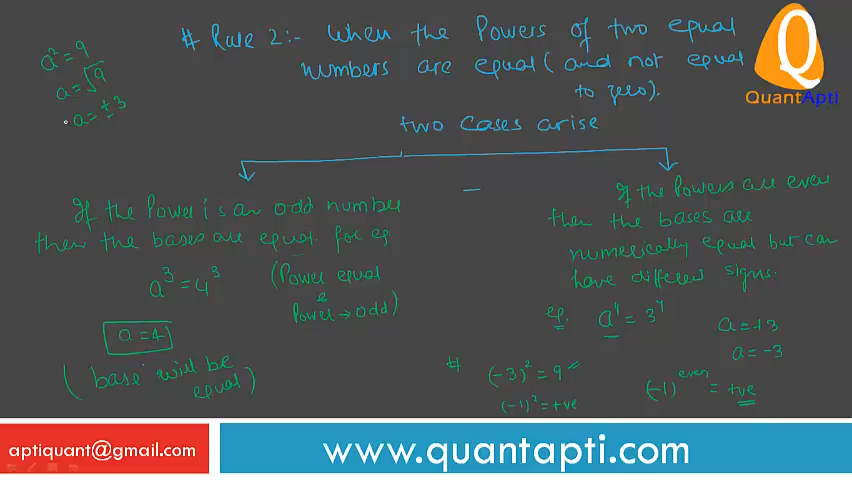 # Rule 2:- When the Powers of two equal
numbers are equal (and not equal
to zero).
QuantApti
two cases arise
a² = 9
a = √9
a = ± 3
If the Power is an odd number
then the bases are equal. for eg
a³ = 4³
(Power equal
&
Power → odd)
a = 4
(base will be
equal)
If the Powers are even
then the bases are
numerically equal but can
have different signs.
eg. a⁴ = 3⁴
a = +3
a = -3
# (-3)² = 9
(-1)² = +ve
(-1)^even = +ve
aptiquant@gmail.com
www.quantapti.com